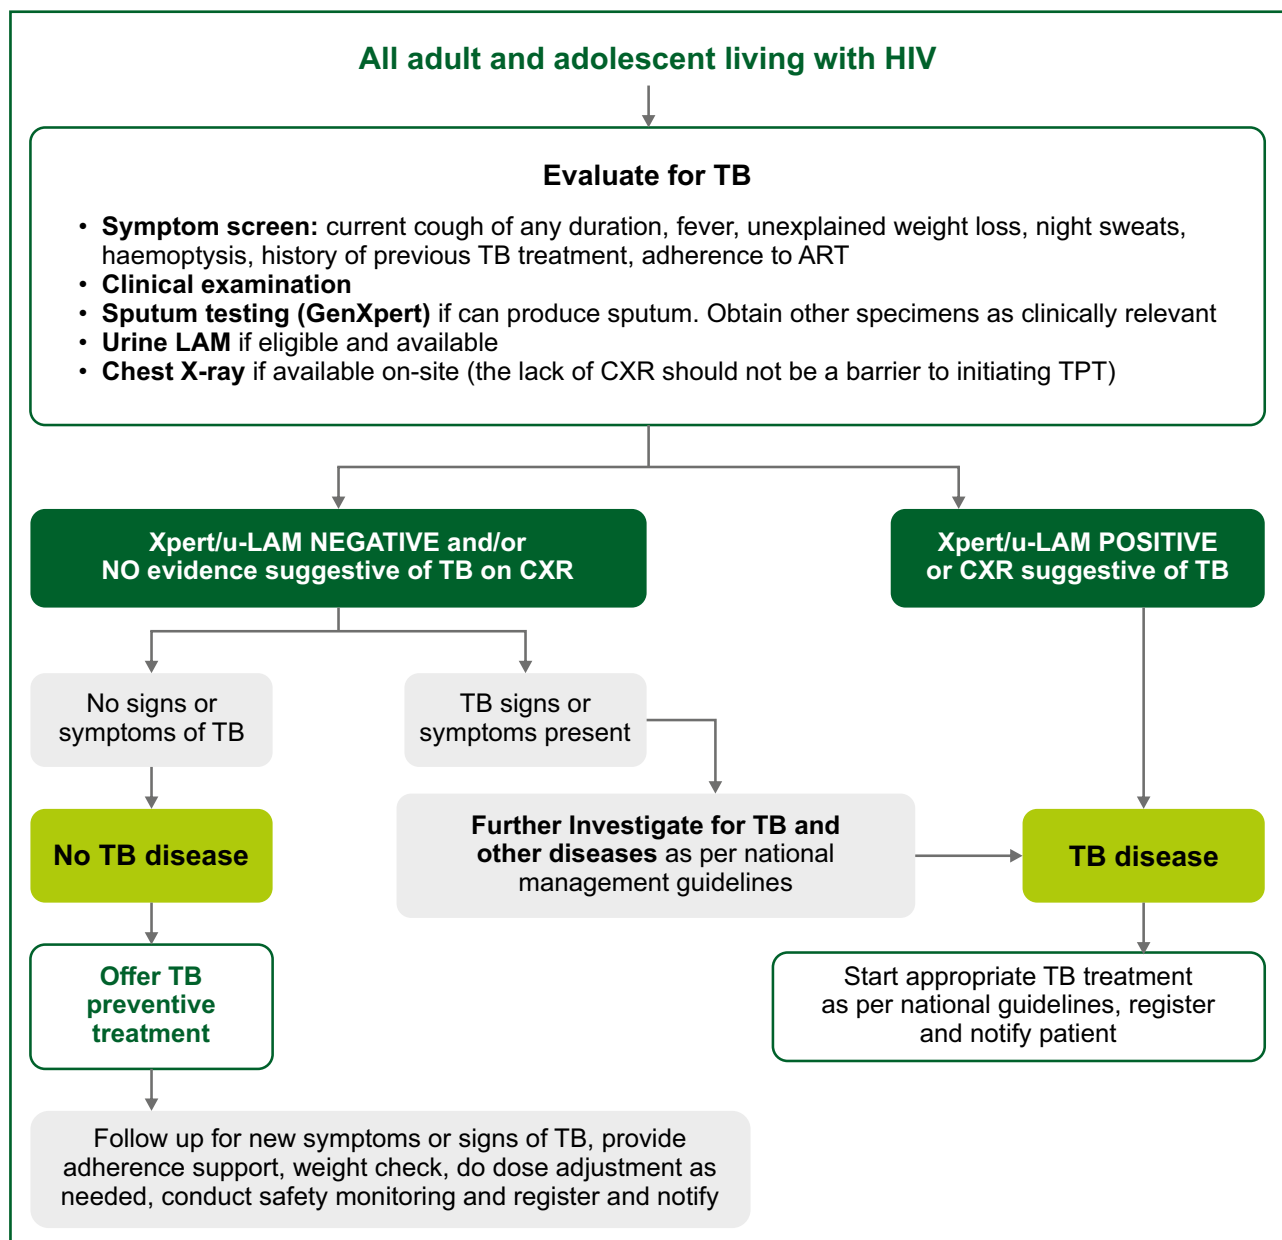 All adult and adolescent living with HIV
Evaluate for TB
• Symptom screen: current cough of any duration, fever, unexplained weight loss, night sweats,
haemoptysis, history of previous TB treatment, adherence to ART
• Clinical examination
• Sputum testing (GenXpert) if can produce sputum. Obtain other specimens as clinically relevant
• Urine LAM if eligible and available
• Chest X-ray if available on-site (the lack of CXR should not be a barrier to initiating TPT)
Xpert/u-LAM NEGATIVE and/or
NO evidence suggestive of TB on CXR
Xpert/u-LAM POSITIVE
or CXR suggestive of TB
No signs or
symptoms of TB
TB signs or
symptoms present
No TB disease
Further Investigate for TB and
other diseases as per national
management guidelines
TB disease
Offer TB
preventive
treatment
Start appropriate TB treatment
as per national guidelines, register
and notify patient
Follow up for new symptoms or signs of TB, provide
adherence support, weight check, do dose adjustment as
needed, conduct safety monitoring and register and notify